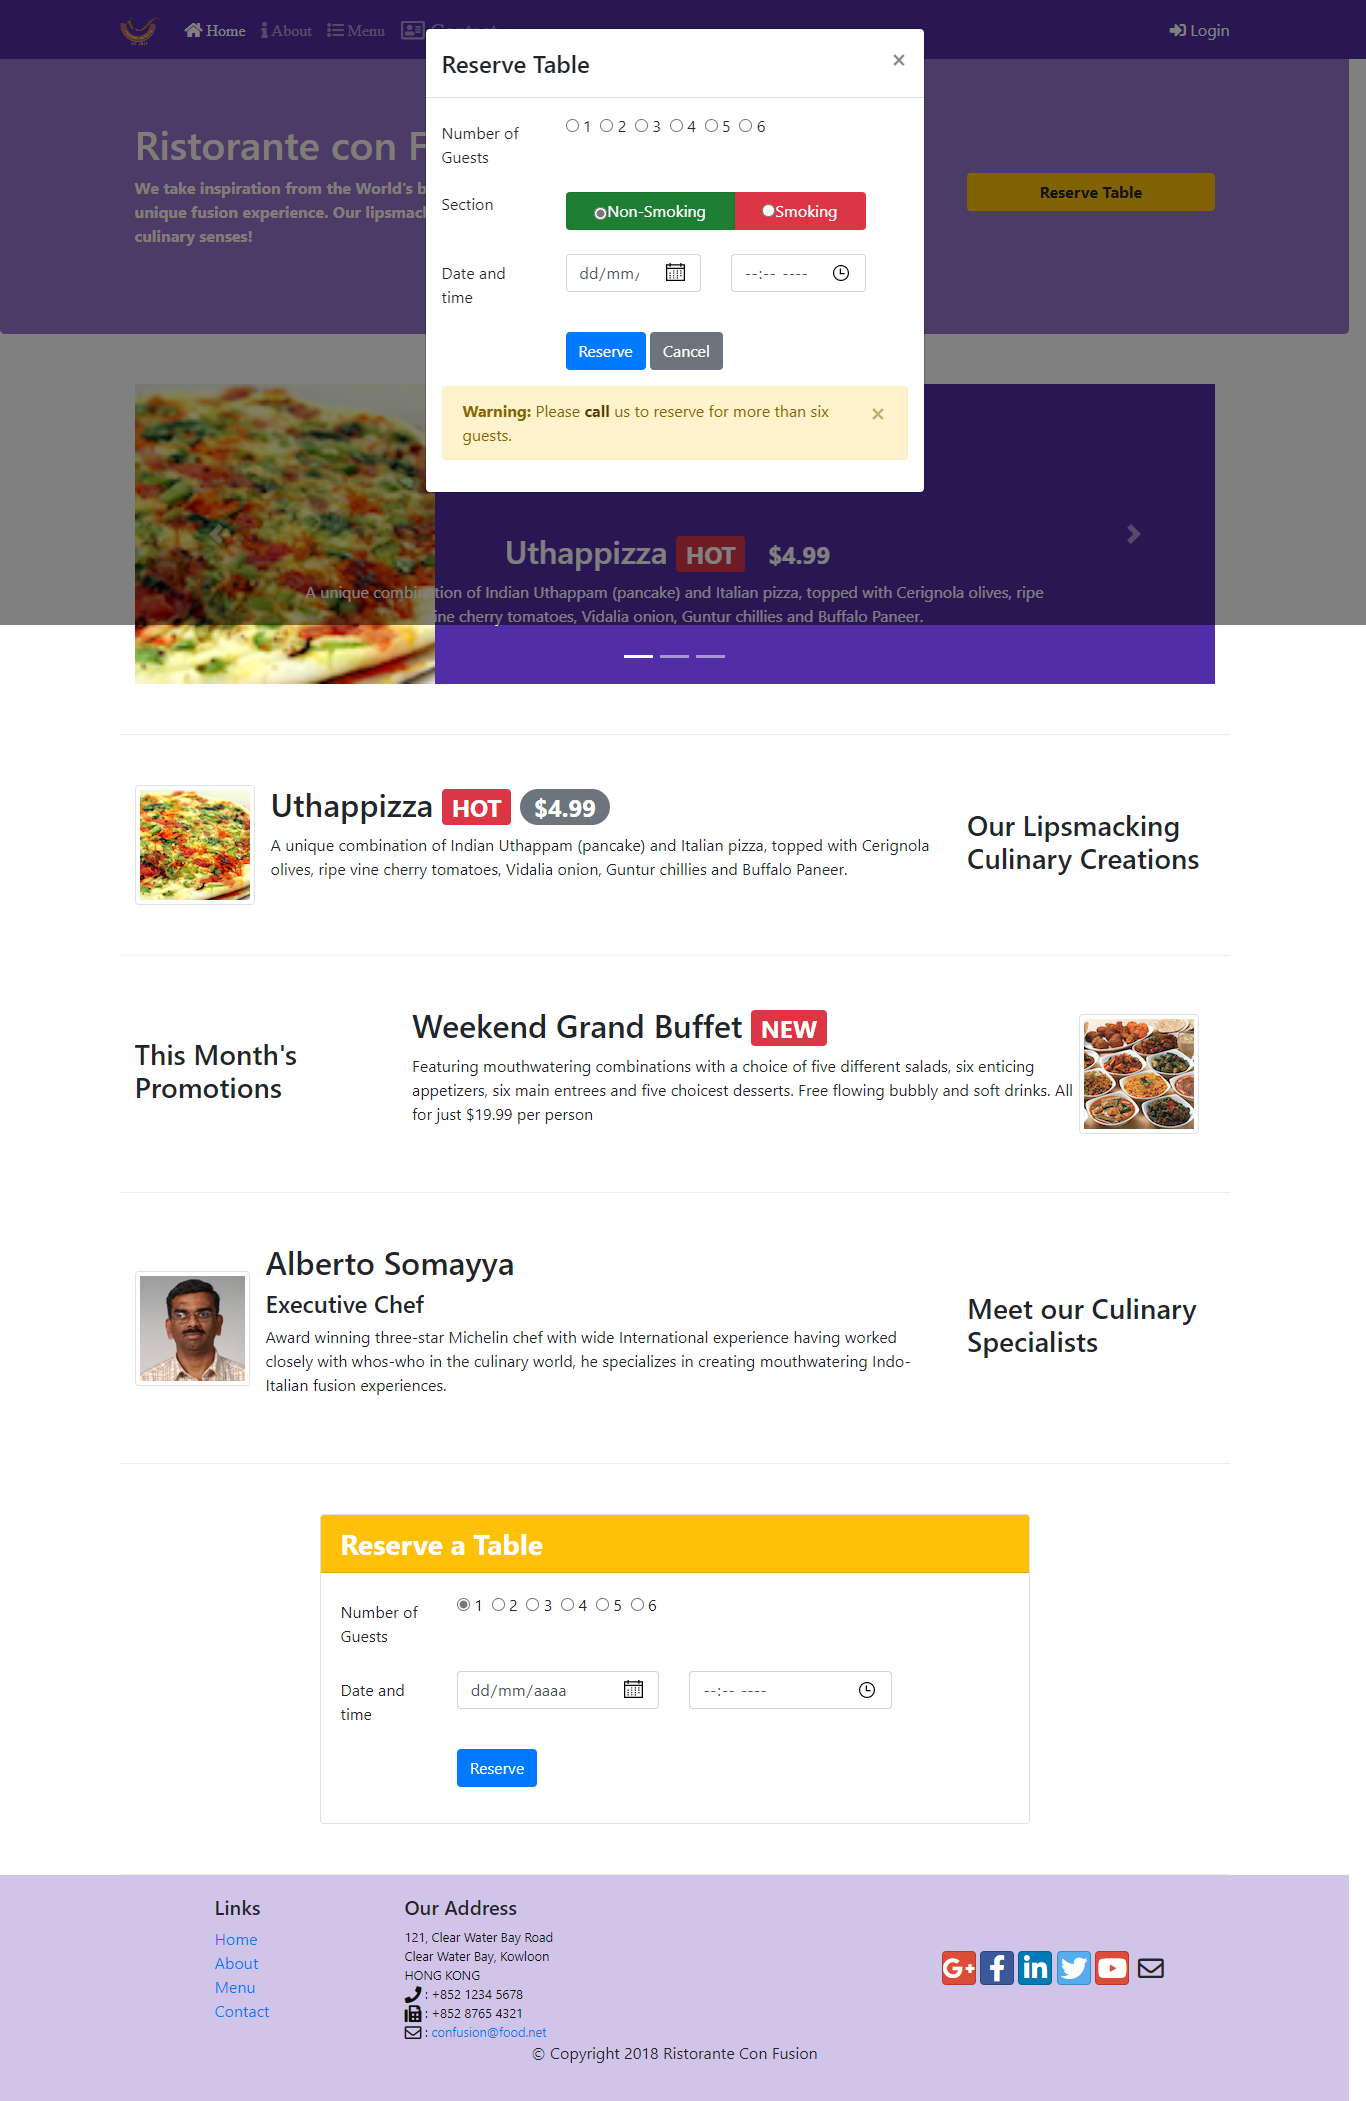 Home About Menu Contact Login
Reserve Table ×
Number of
Guests
1 2 3 4 5 6
Section
Non-Smoking Smoking
Date and
time
dd/mm/ --:-- ----
Reserve Cancel
Warning: Please call us to reserve for more than six
guests.
×
Ristorante con F
We take inspiration from the World's b
unique fusion experience. Our lipsmac
culinary senses!
Reserve Table
Uthappizza HOT $4.99
A unique combination of Indian Uthappam (pancake) and Italian pizza, topped with Cerignola olives, ripe
vine cherry tomatoes, Vidalia onion, Guntur chillies and Buffalo Paneer.
Uthappizza HOT $4.99
A unique combination of Indian Uthappam (pancake) and Italian pizza, topped with Cerignola
olives, ripe vine cherry tomatoes, Vidalia onion, Guntur chillies and Buffalo Paneer.
Our Lipsmacking
Culinary Creations
This Month's
Promotions
Weekend Grand Buffet NEW
Featuring mouthwatering combinations with a choice of five different salads, six enticing
appetizers, six main entrees and five choicest desserts. Free flowing bubbly and soft drinks. All
for just $19.99 per person
Alberto Somayya
Executive Chef
Award winning three-star Michelin chef with wide International experience having worked
closely with whos-who in the culinary world, he specializes in creating mouthwatering Indo-
Italian fusion experiences.
Meet our Culinary
Specialists
Reserve a Table
Number of
Guests
1 2 3 4 5 6
Date and
time
dd/mm/aaaa --:-- ----
Reserve
Links
Home
About
Menu
Contact
Our Address
121, Clear Water Bay Road
Clear Water Bay, Kowloon
HONG KONG
: +852 1234 5678
: +852 8765 4321
: confusion@food.net
© Copyright 2018 Ristorante Con Fusion